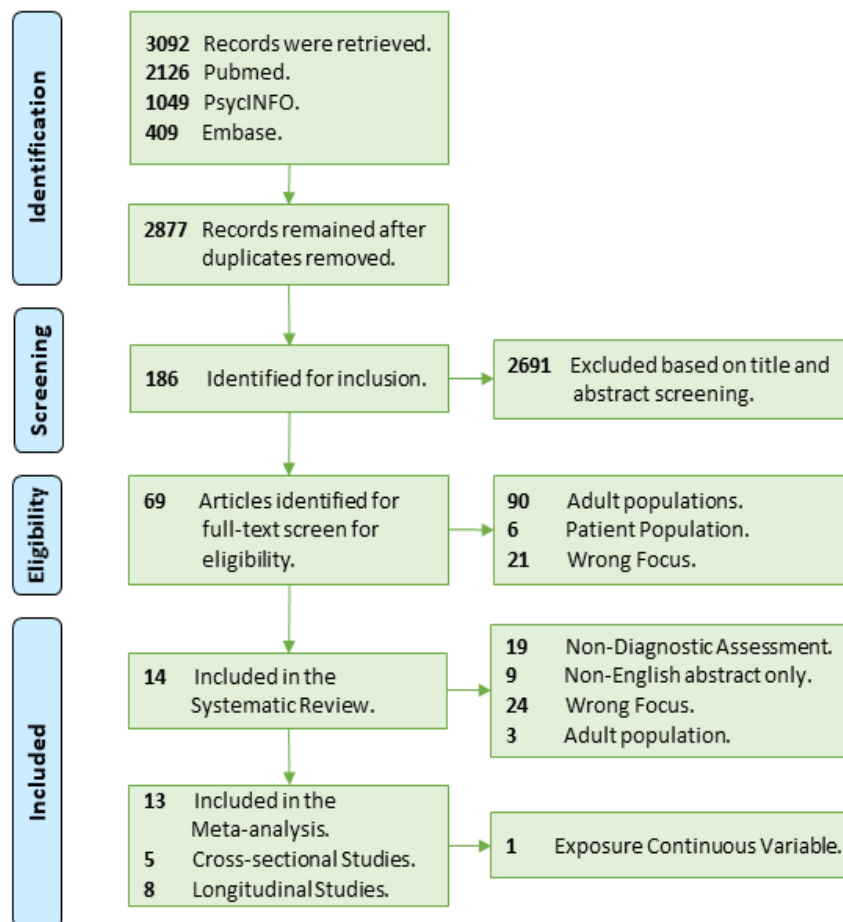 Identification
3092 Records were retrieved.
2126 Pubmed.
1049 PsycINFO.
409 Embase.
2877 Records remained after
duplicates removed.
Screening
186 Identified for inclusion.
2691 Excluded based on title and
abstract screening.
Eligibility
69 Articles identified for
full-text screen for
eligibility.
90 Adult populations.
6 Patient Population.
21 Wrong Focus.
Included
14 Included in the
Systematic Review.
19 Non-Diagnostic Assessment.
9 Non-English abstract only.
24 Wrong Focus.
3 Adult population.
13 Included in the
Meta-analysis.
5 Cross-sectional Studies.
8 Longitudinal Studies.
1 Exposure Continuous Variable.